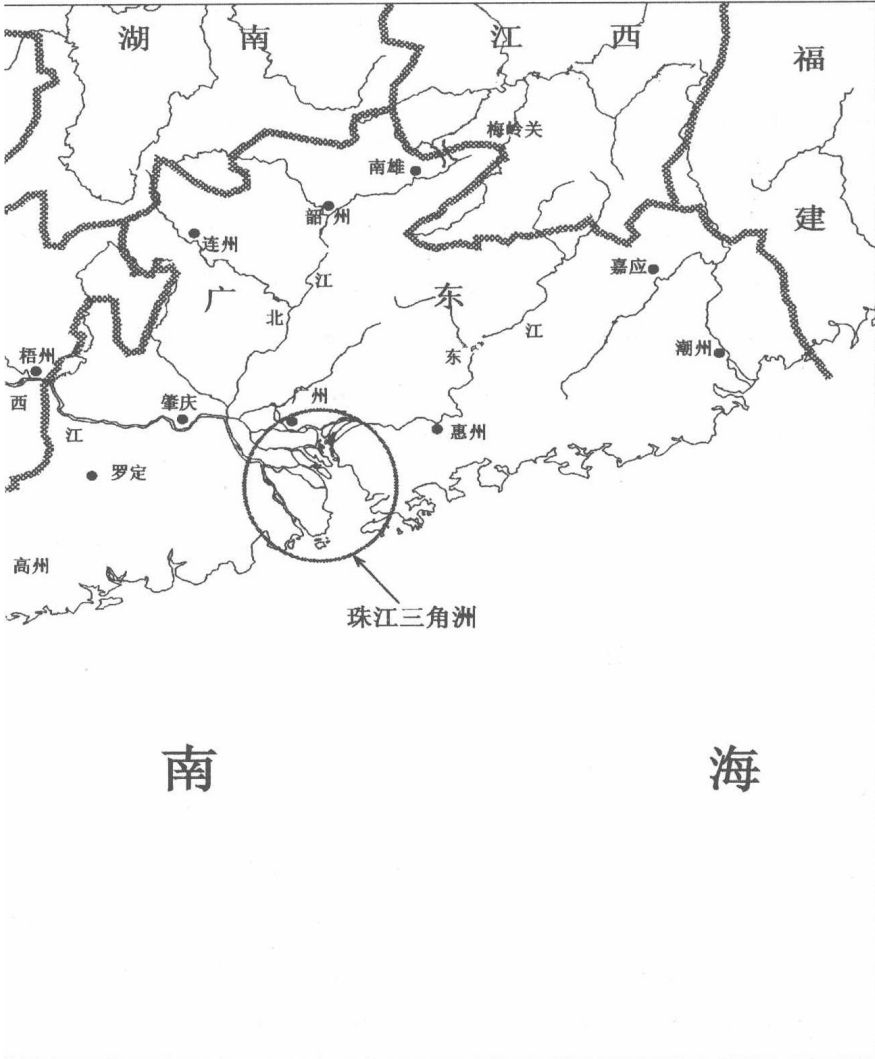 湖南
江西
福建
梅岭关
南雄
韶州
连州
嘉应
广东
北江
东江
潮州
梧州
西江
肇庆
州
惠州
罗定
高州
珠江三角洲
南海